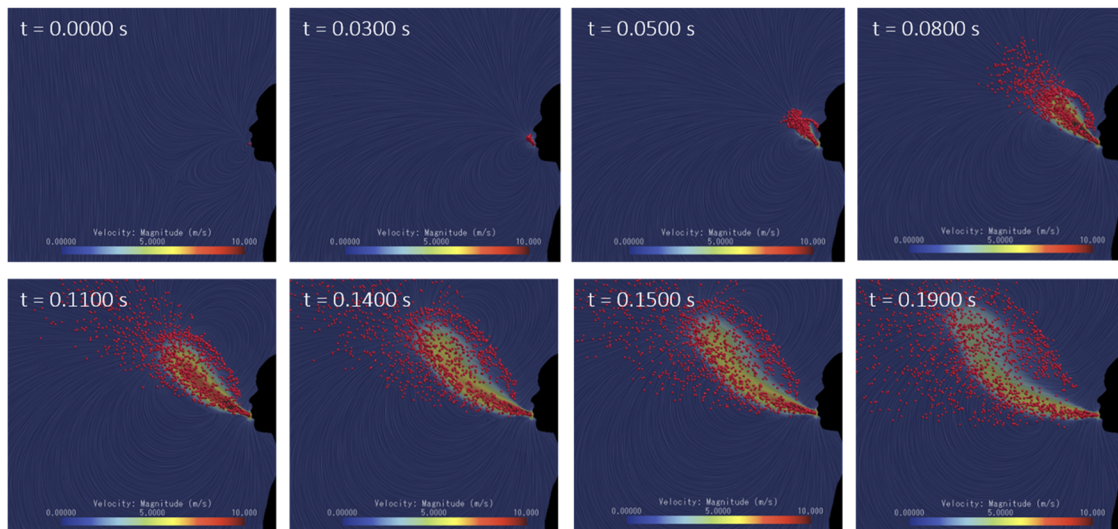 t = 0.0000 s
Velocity: Magnitude (m/s)
0.00000 5.0000 10.000
t = 0.0300 s
Velocity: Magnitude (m/s)
0.00000 5.0000 10.000
t = 0.0500 s
Velocity: Magnitude (m/s)
0.00000 5.0000 10.000
t = 0.0800 s
Velocity: Magnitude (m/s)
0.00000 5.0000 10.000
t = 0.1100 s
Velocity: Magnitude (m/s)
0.00000 5.0000 10.000
t = 0.1400 s
Velocity: Magnitude (m/s)
0.00000 5.0000 10.000
t = 0.1500 s
Velocity: Magnitude (m/s)
0.00000 5.0000 10.000
t = 0.1900 s
Velocity: Magnitude (m/s)
0.00000 5.0000 10.000